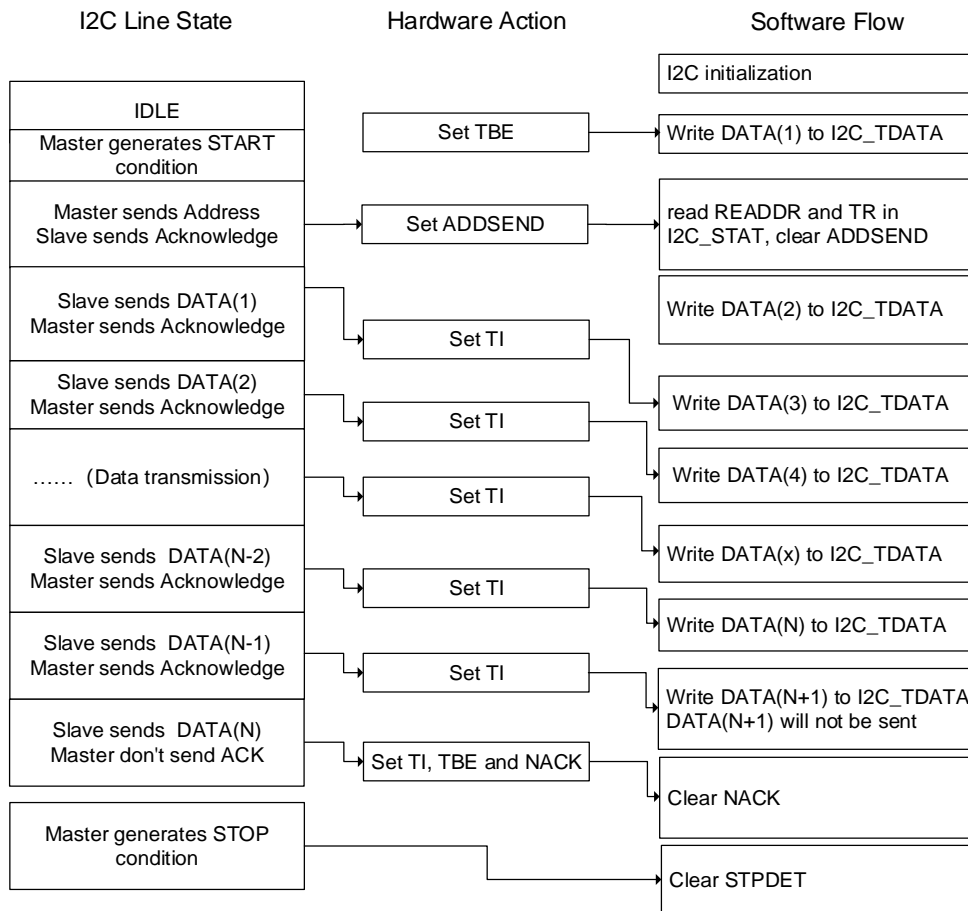 I2C Line State
Hardware Action
Software Flow
I2C initialization
IDLE
Set TBE
Write DATA(1) to I2C_TDATA
Master generates START
condition
Master sends Address
Slave sends Acknowledge
Set ADDSEND
read READDR and TR in
I2C_STAT, clear ADDSEND
Slave sends DATA(1)
Master sends Acknowledge
Write DATA(2) to I2C_TDATA
Set TI
Write DATA(3) to I2C_TDATA
Slave sends DATA(2)
Master sends Acknowledge
Set TI
Write DATA(4) to I2C_TDATA
…… (Data transmission)
Set TI
Write DATA(x) to I2C_TDATA
Slave sends DATA(N-2)
Master sends Acknowledge
Set TI
Write DATA(N) to I2C_TDATA
Slave sends DATA(N-1)
Master sends Acknowledge
Set TI
Write DATA(N+1) to I2C_TDATA
DATA(N+1) will not be sent
Slave sends DATA(N)
Master don't send ACK
Set TI, TBE and NACK
Clear NACK
Master generates STOP
condition
Clear STPDET